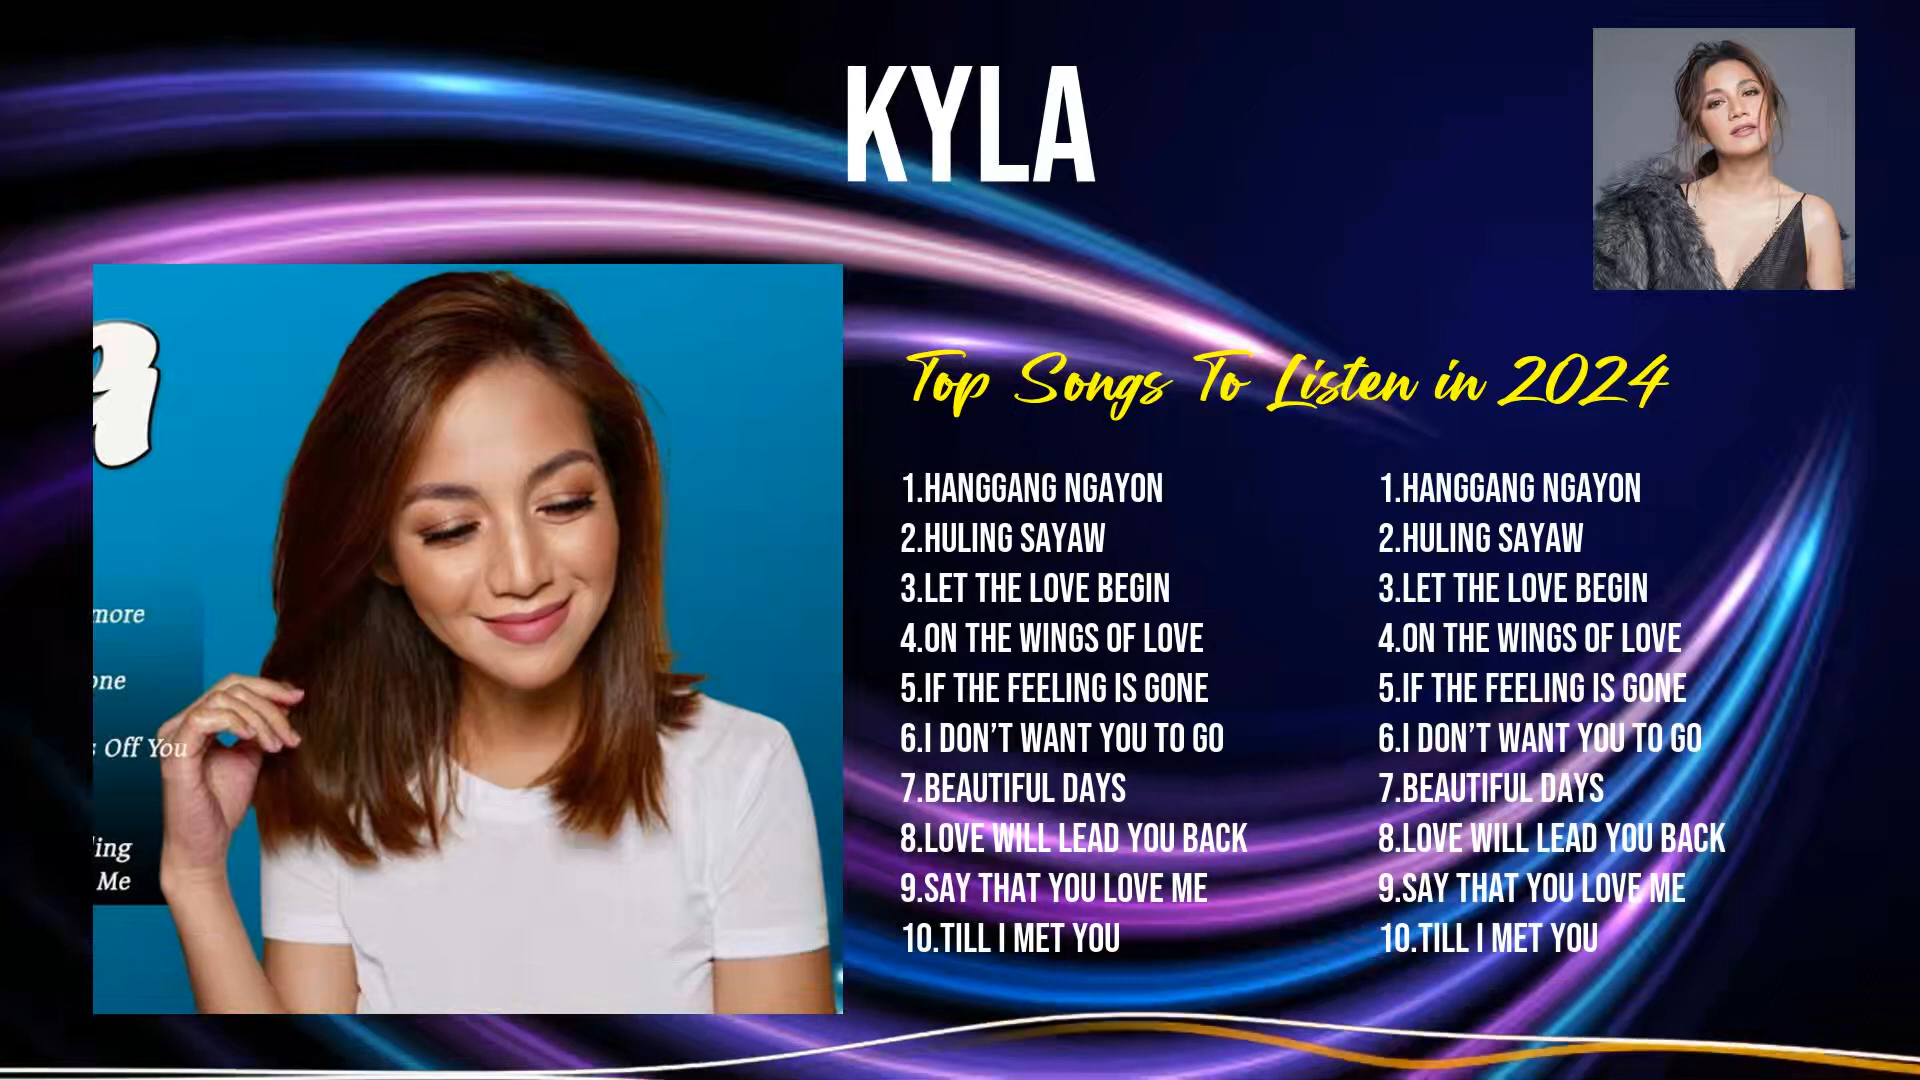 KYLA
Top Songs To Listen in 2024
more
one
s Off You
ling
Me
1.HANGGANG NGAYON
2.HULING SAYAW
3.LET THE LOVE BEGIN
4.ON THE WINGS OF LOVE
5.IF THE FEELING IS GONE
6.I DON’T WANT YOU TO GO
7.BEAUTIFUL DAYS
8.LOVE WILL LEAD YOU BACK
9.SAY THAT YOU LOVE ME
10.TILL I MET YOU
1.HANGGANG NGAYON
2.HULING SAYAW
3.LET THE LOVE BEGIN
4.ON THE WINGS OF LOVE
5.IF THE FEELING IS GONE
6.I DON’T WANT YOU TO GO
7.BEAUTIFUL DAYS
8.LOVE WILL LEAD YOU BACK
9.SAY THAT YOU LOVE ME
10.TILL I MET YOU